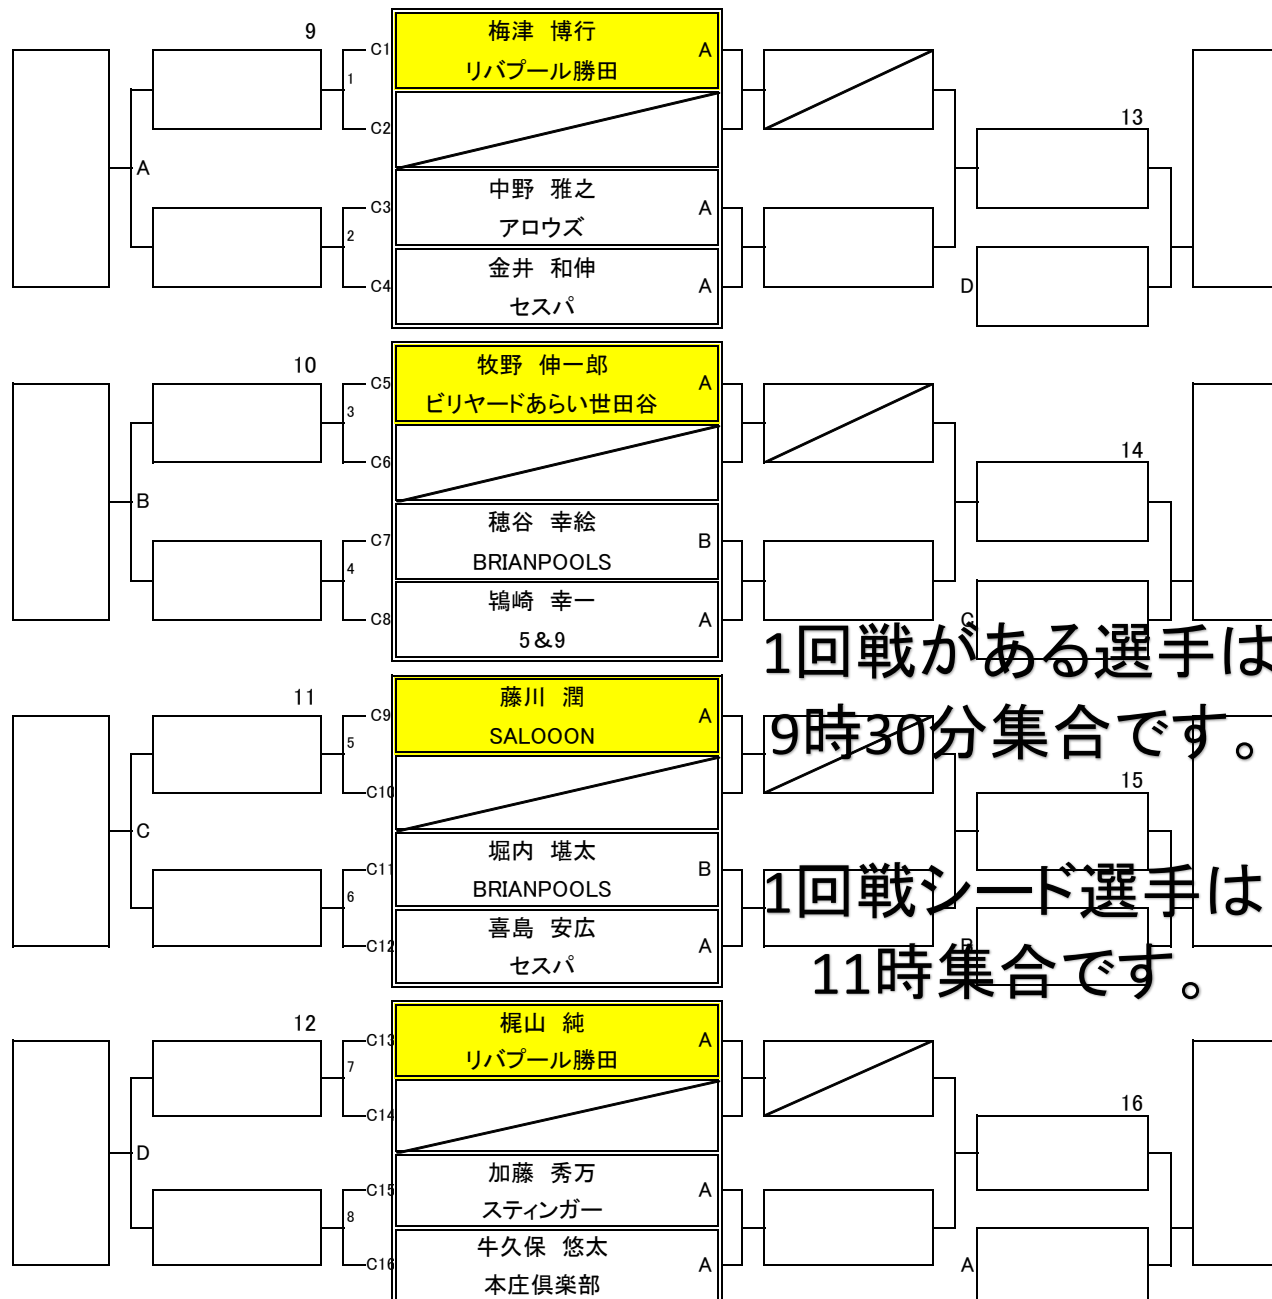 9
C1
梅津 博行
A
リバプール勝田
1
C2
13
A
中野 雅之
C3
A
アロウズ
2
金井 和伸
C4
A
D
セスパ
10
牧野 伸一郎
C5
A
ビリヤードあらい世田谷
3
C6
14
B
穂谷 幸絵
C7
B
BRIANPOOLS
4
鴇崎 幸一
C8
A
C
5&9
1回戦がある選手は
9時30分集合です。
11
藤川 潤
C9
A
SALOOON
5
C10
15
C
堀内 堪太
C11
B
BRIANPOOLS
6
喜島 安広
C12
A
B
セスパ
1回戦シード選手は
11時集合です。
12
梶山 純
C13
A
リバプール勝田
7
C14
16
D
加藤 秀万
C15
A
スティンガー
8
牛久保 悠太
C16
A
A
本庄倶楽部